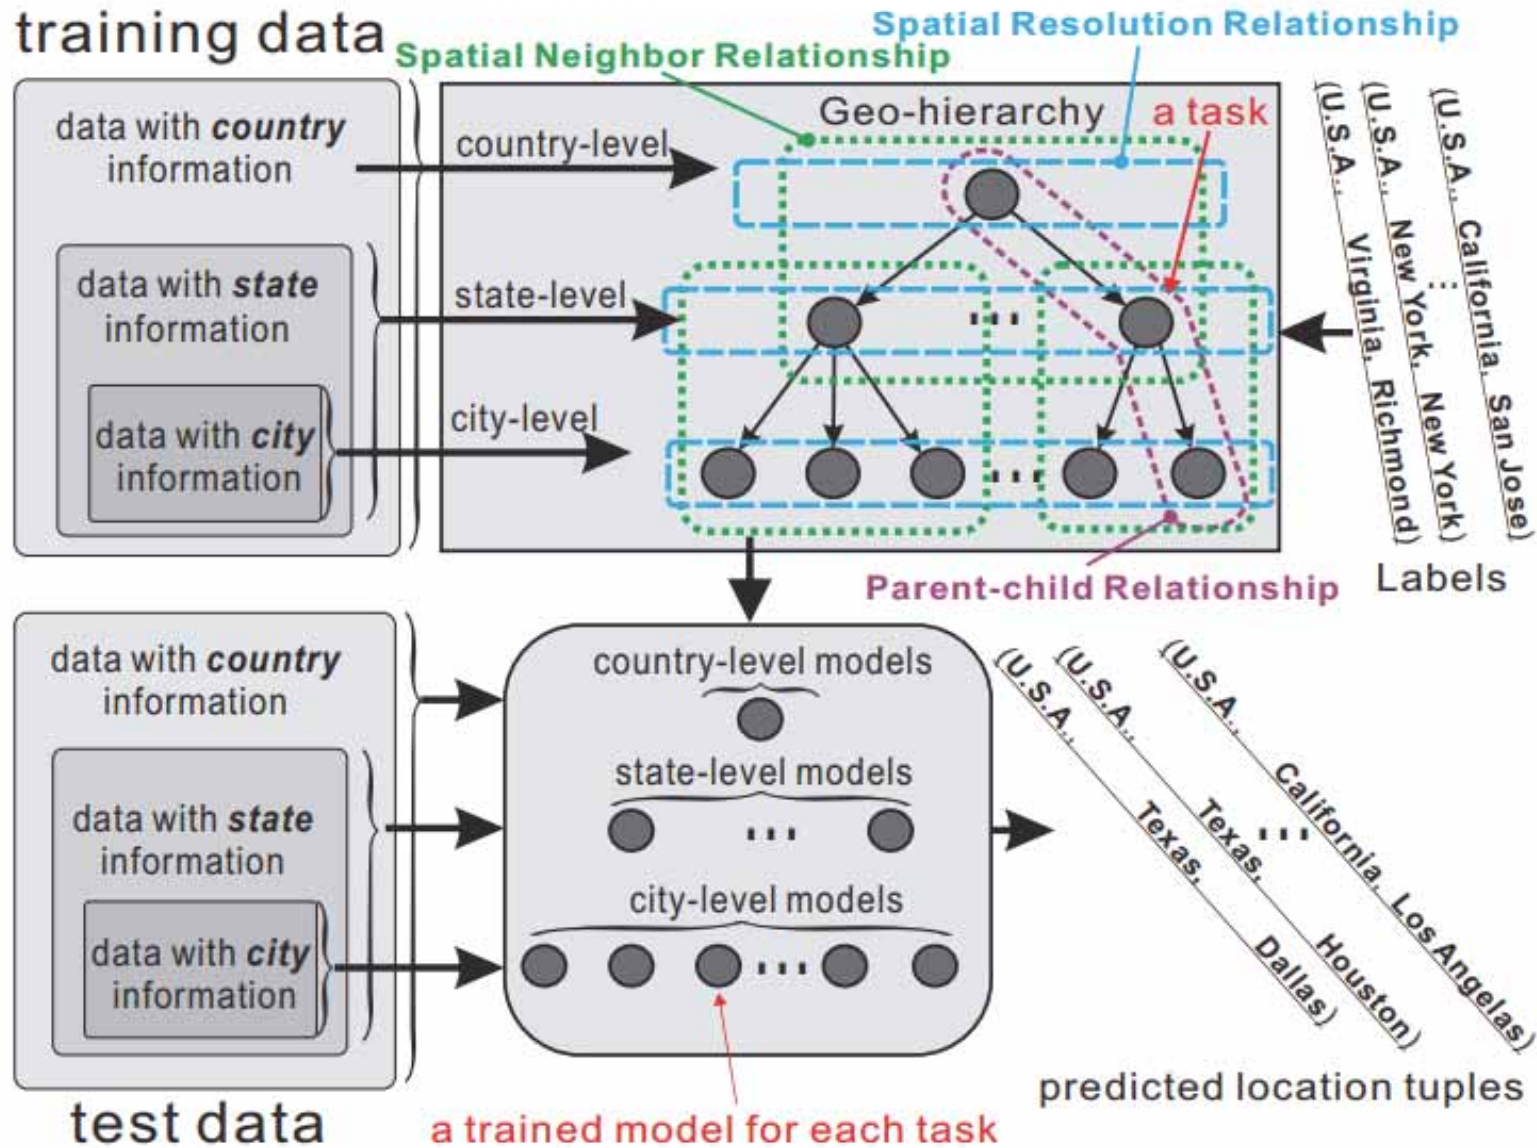 training data
Spatial Neighbor Relationship
Spatial Resolution Relationship
data with country
information
data with state
information
data with city
information
Geo-hierarchy
a task
country-level
state-level
...
city-level
...
(U.S.A., Virginia, Richmond)
(U.S.A., New York, New York)
...
(U.S.A., California, San Jose)
Labels
Parent-child Relationship
data with country
information
data with state
information
data with city
information
test data
country-level models
state-level models
...
city-level models
...
a trained model for each task
(U.S.A., Texas, Dallas)
(U.S.A., Texas, Houston)
...
(U.S.A., California, Los Angelas)
predicted location tuples